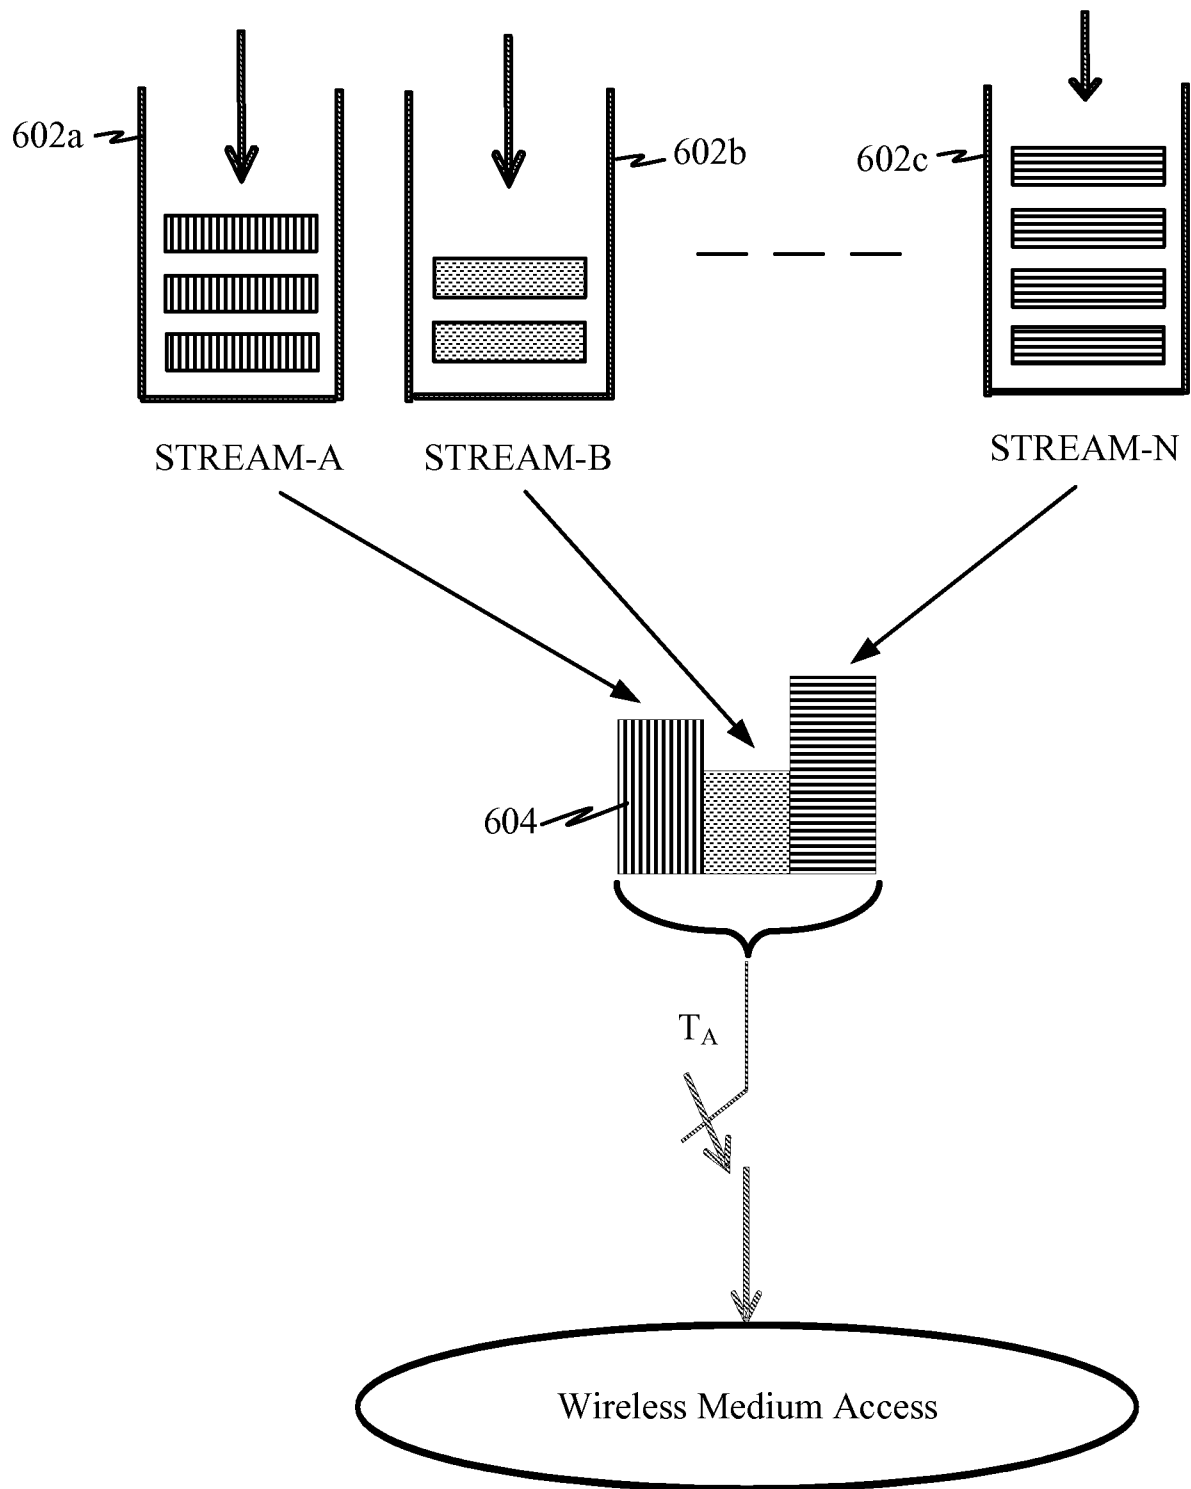 602a
602b
602c
STREAM-A
STREAM-B
STREAM-N
604
TA
Wireless Medium Access